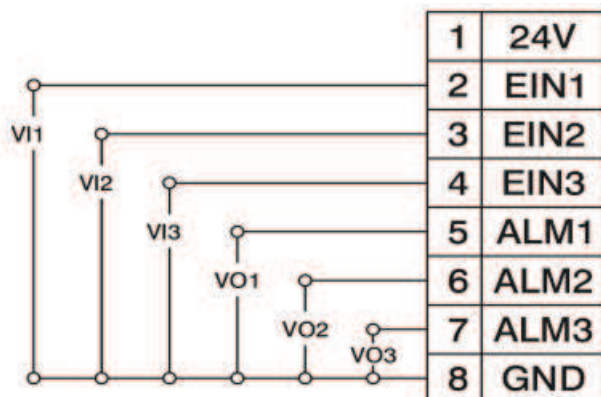 1 24V
2 EIN1
VI1
3 EIN2
VI2
4 EIN3
VI3
5 ALM1
VO1
6 ALM2
VO2
7 ALM3
VO3
8 GND